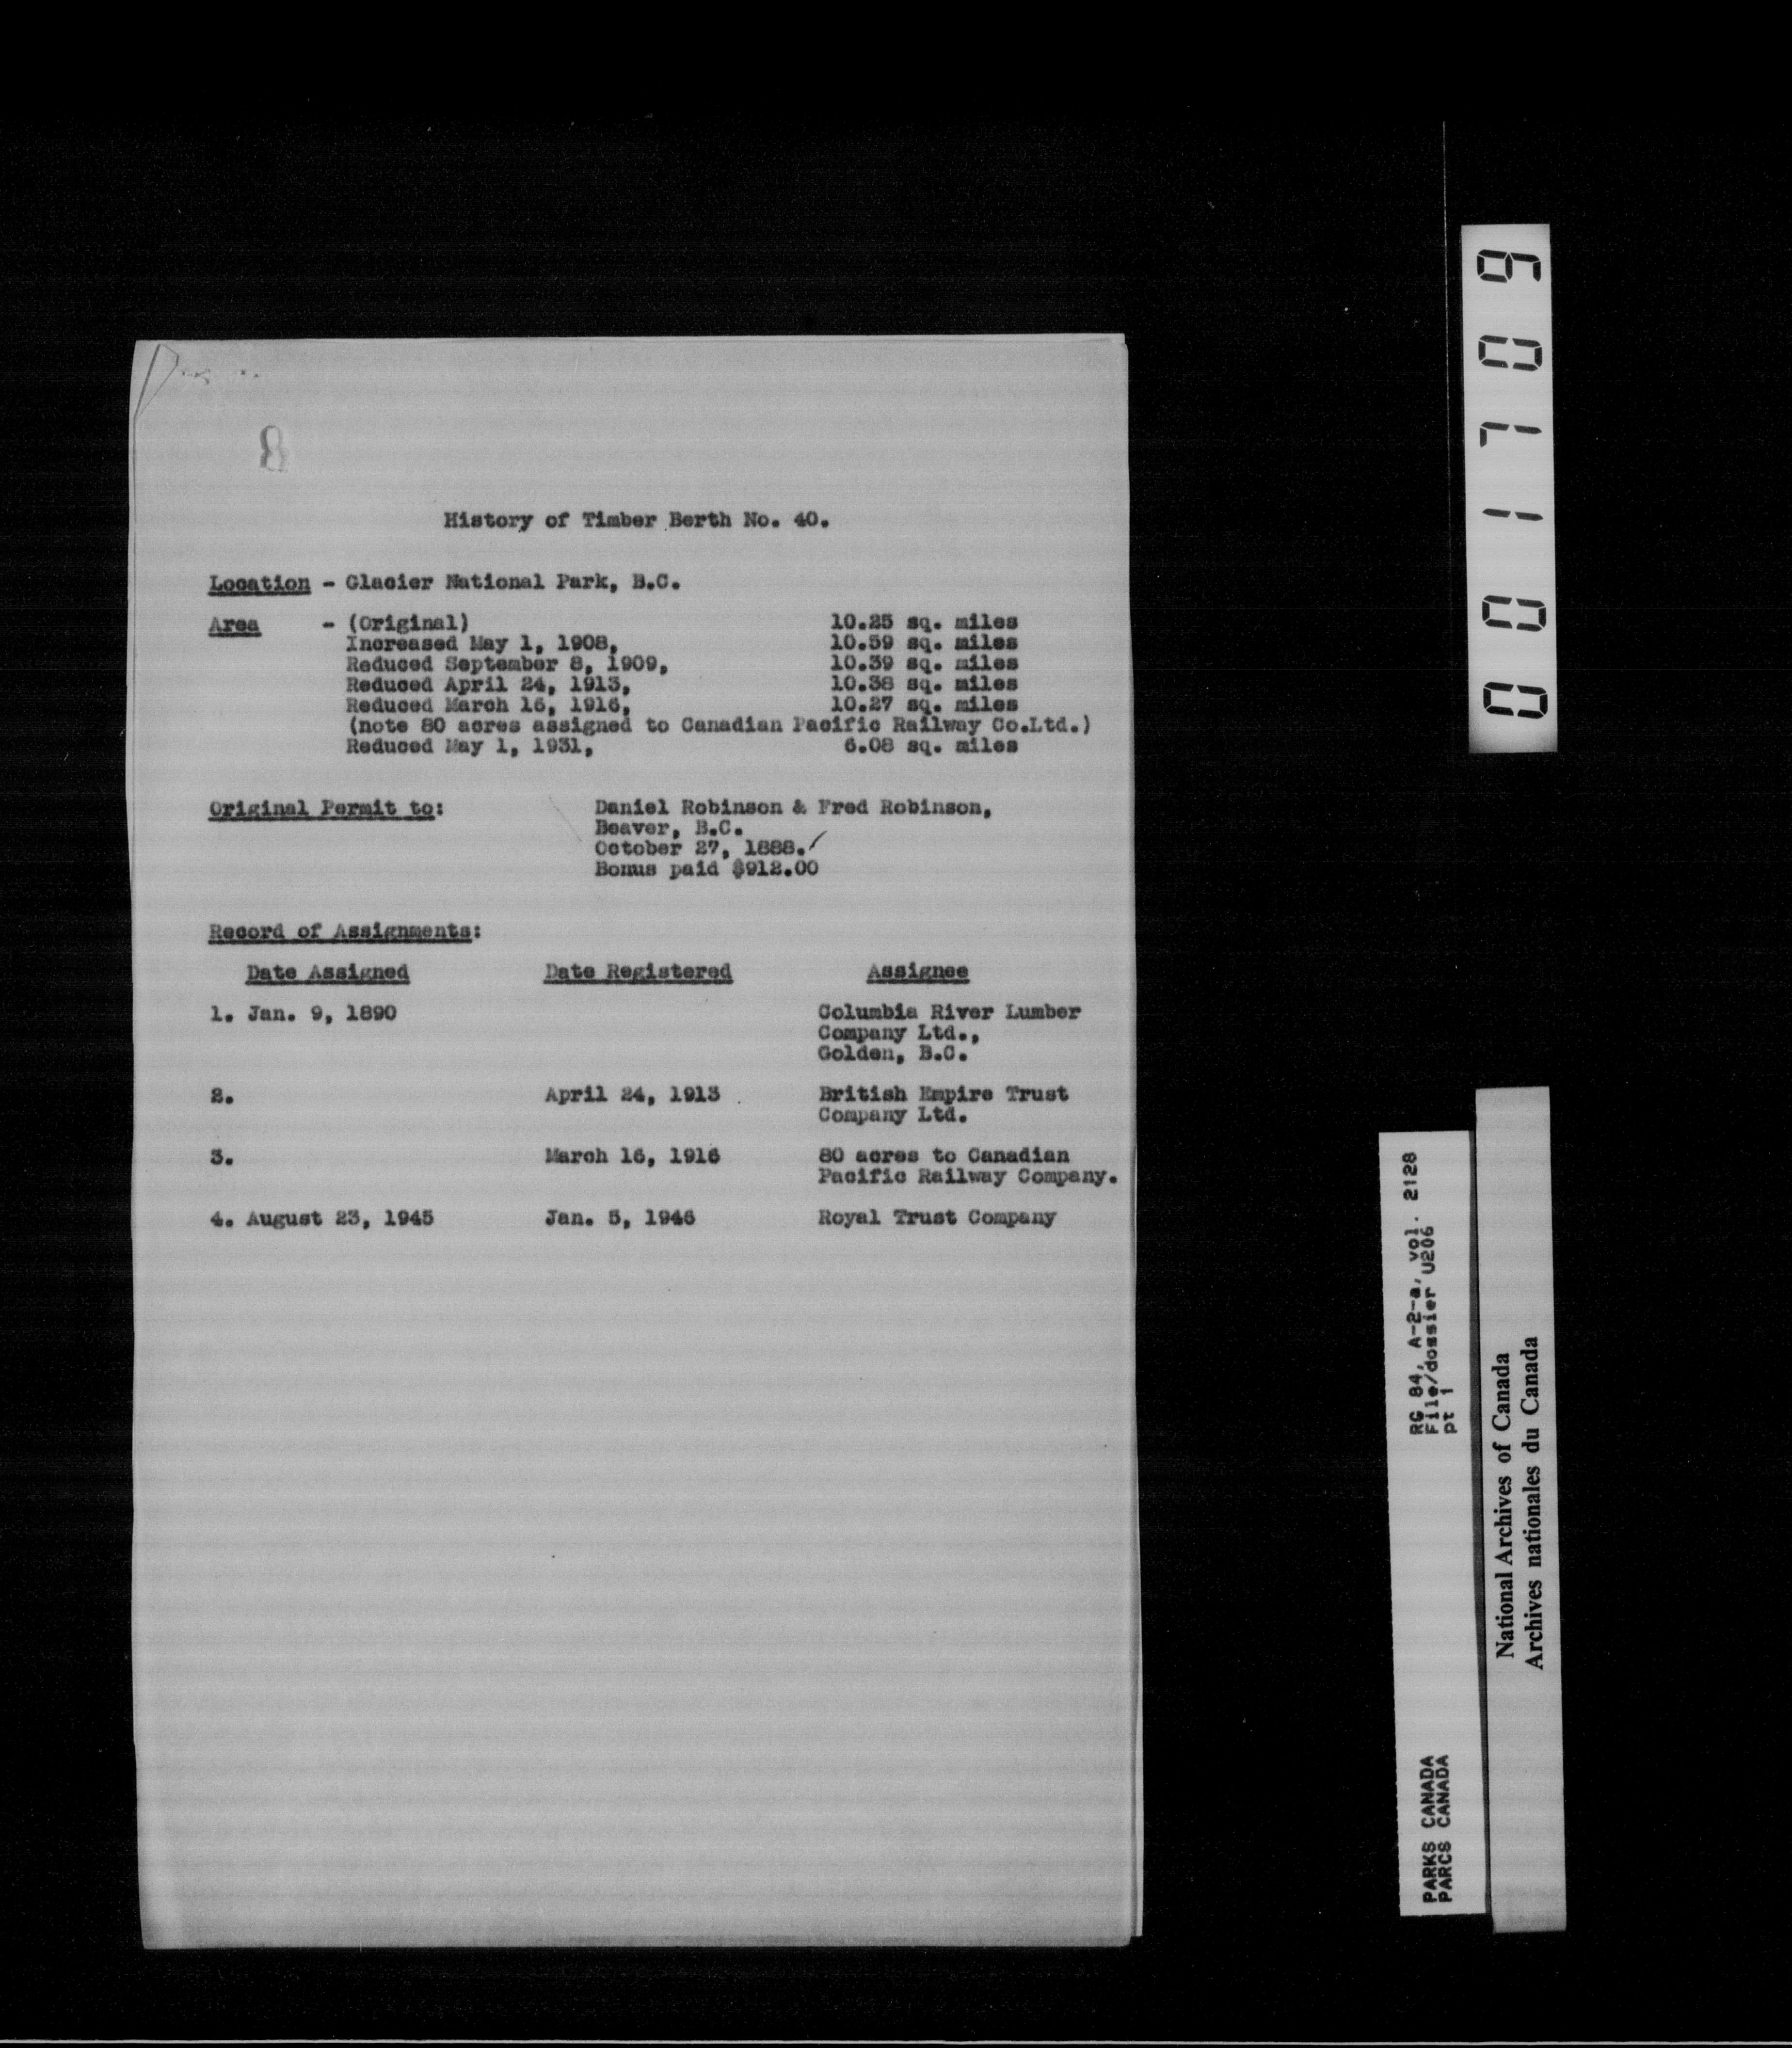 8
History of Timber Berth No. 40.
Location - Glacier National Park, B.C.
Area - (Original) 10.25 sq. miles
Increased May 1, 1908, 10.59 sq. miles
Reduced September 8, 1909, 10.39 sq. miles
Reduced April 24, 1913, 10.38 sq. miles
Reduced March 16, 1916, 10.27 sq. miles
(note 80 acres assigned to Canadian Pacific Railway Co.Ltd.)
Reduced May 1, 1931, 6.08 sq. miles
Original Permit to: Daniel Robinson & Fred Robinson,
Beaver, B.C.
October 27, 1888.
Bonus paid $912.00
Record of Assignments:
Date Assigned Date Registered Assignee
1. Jan. 9, 1890 Columbia River Lumber
Company Ltd.,
Golden, B.C.
2. April 24, 1913 British Empire Trust
Company Ltd.
3. March 16, 1916 80 acres to Canadian
Pacific Railway Company.
4. August 23, 1945 Jan. 5, 1946 Royal Trust Company
001709
PARKS CANADA RG 84, A-2-a, vol. 2128
PARCS CANADA File/dossier U206
pt 1
National Archives of Canada
Archives nationales du Canada